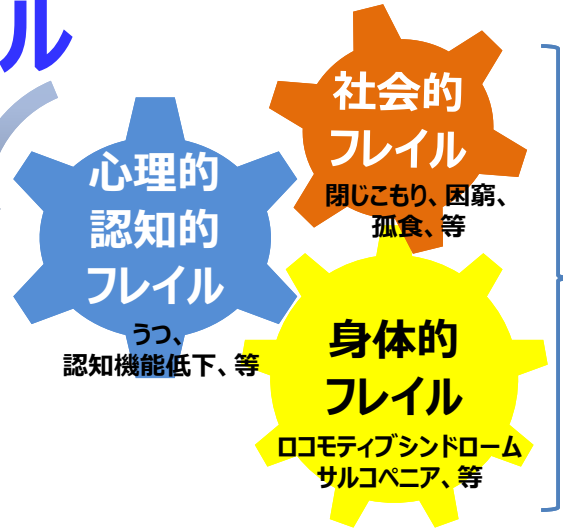 ル
社会的
フレイル
閉じこもり、困窮、
孤食、等
心理的
認知的
フレイル
うつ、
認知機能低下、等
身体的
フレイル
ロコモティブシンドローム
サルコペニア、等